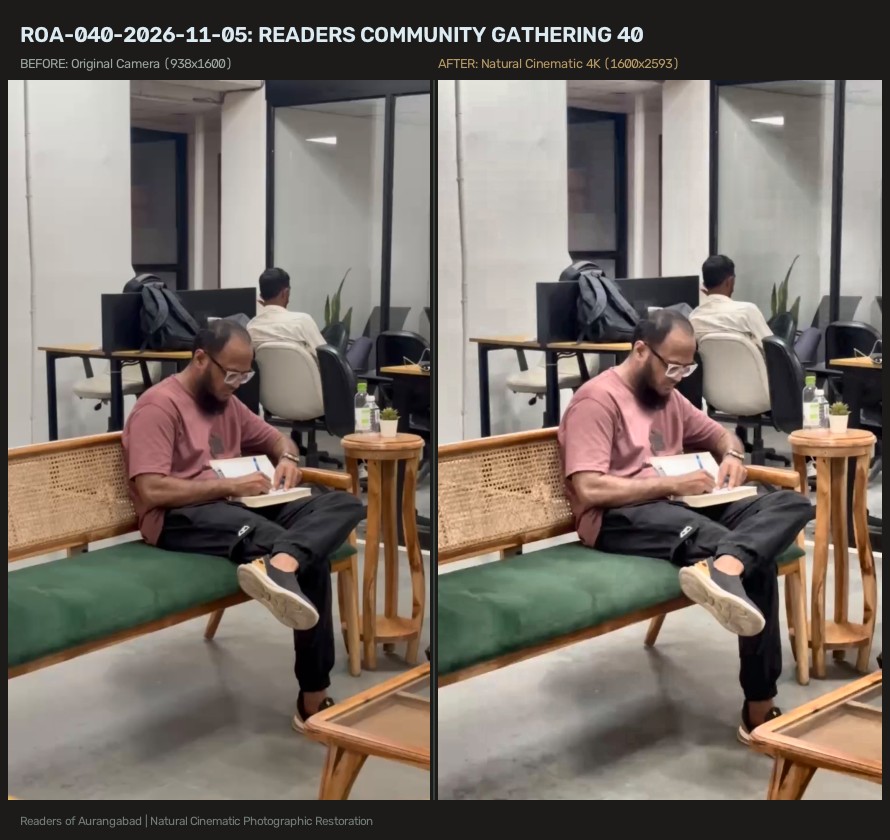 ROA-040-2026-11-05: READERS COMMUNITY GATHERING 40
BEFORE: Original Camera (938x1600)
AFTER: Natural Cinematic 4K (1600x2593)
Readers of Aurangabad | Natural Cinematic Photographic Restoration